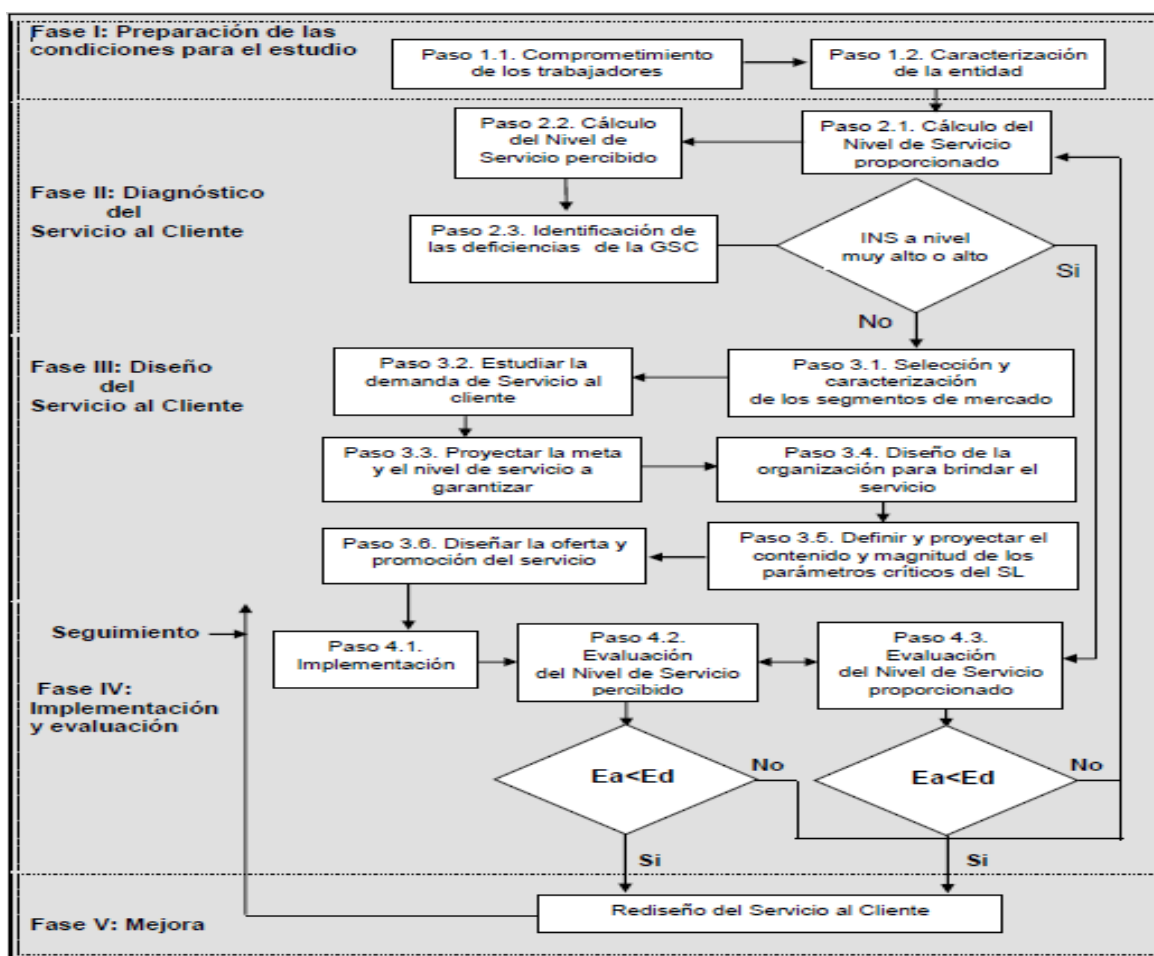 Fase I: Preparación de las
condiciones para el estudio
Paso 1.1. Comprometimiento
de los trabajadores
Paso 1.2. Caracterización
de la entidad
Fase II: Diagnóstico
del
Servicio al Cliente
Paso 2.2. Cálculo
del Nivel de
Servicio percibido
Paso 2.1. Cálculo del
Nivel de Servicio
proporcionado
Paso 2.3. Identificación de
las deficiencias de la GSC
INS a nivel
muy alto o alto
Si
No
Fase III: Diseño
del
Servicio al Cliente
Paso 3.2. Estudiar la
demanda de Servicio al
cliente
Paso 3.1. Selección y
caracterización
de los segmentos de mercado
Paso 3.3. Proyectar la meta
y el nivel de servicio a
garantizar
Paso 3.4. Diseño de la
organización para brindar el
servicio
Paso 3.6. Diseñar la oferta y
promoción del servicio
Paso 3.5. Definir y proyectar el
contenido y magnitud de los
parámetros críticos del SL
Seguimiento
Fase IV:
Implementación
y evaluación
Paso 4.1.
Implementación
Paso 4.2.
Evaluación
del Nivel de Servicio
percibido
Paso 4.3.
Evaluación
del Nivel de Servicio
proporcionado
Ea<Ed
No
Ea<Ed
No
Si
Si
Fase V: Mejora
Rediseño del Servicio al Cliente